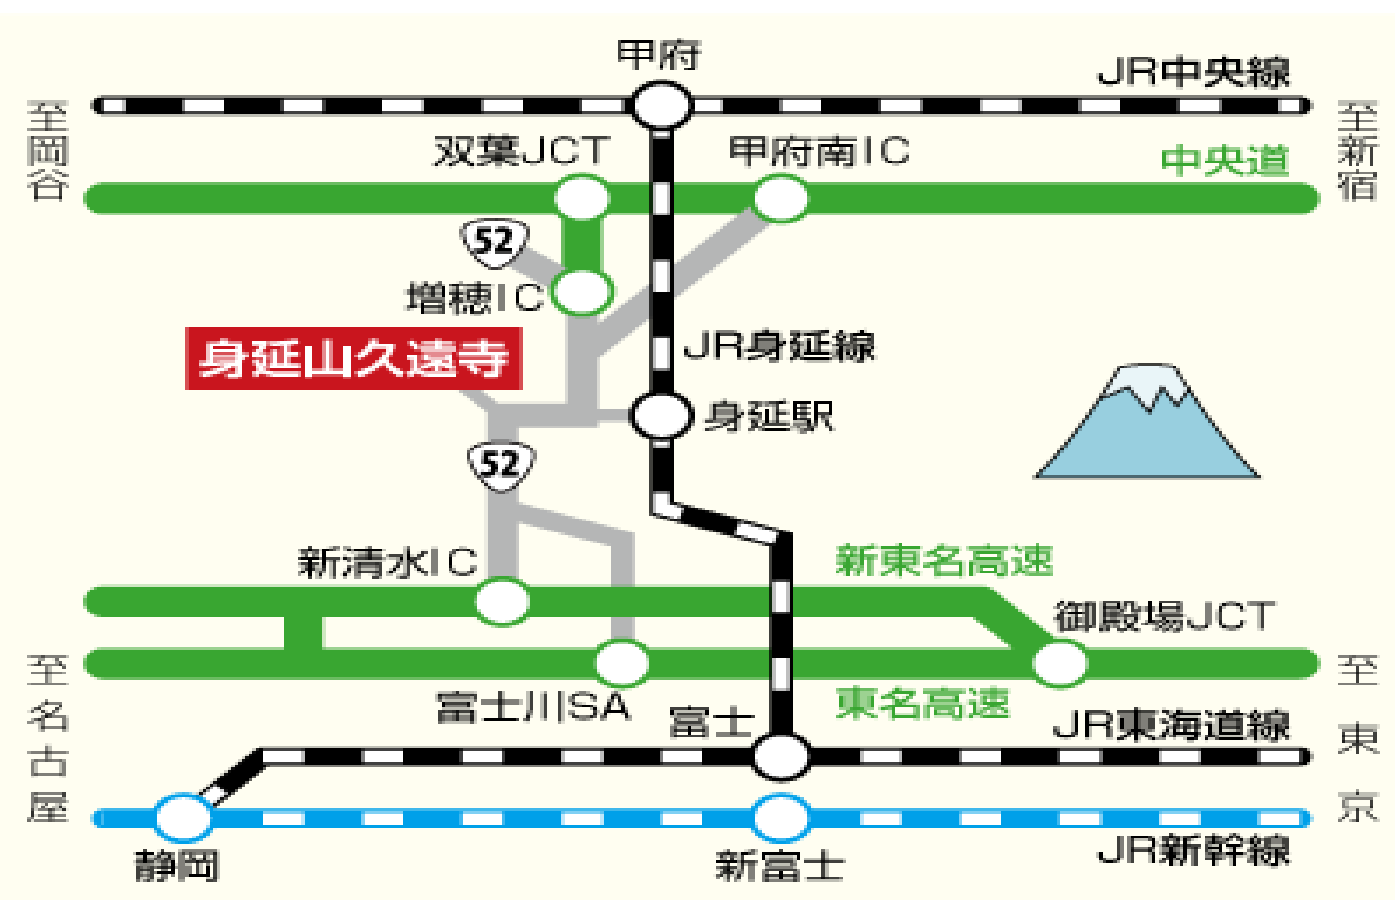 甲府
JR中央線
至岡谷
至新宿
双葉JCT
甲府南IC
中央道
52
増穂IC
身延山久遠寺
JR身延線
身延駅
52
新清水IC
新東名高速
御殿場JCT
至名古屋
至東京
富士川SA
富士
東名高速
JR東海道線
静岡
新富士
JR新幹線